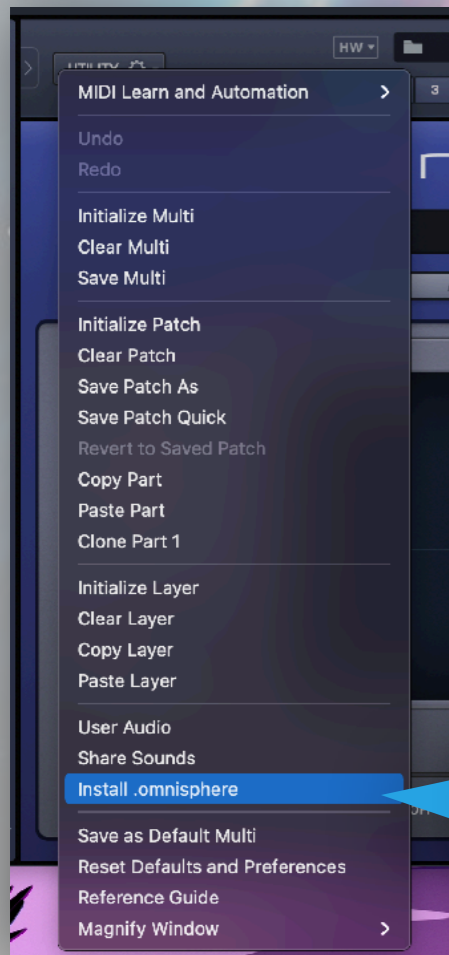 HW
UTILITY
MIDI Learn and Automation
3
Undo
Redo
Initialize Multi
Clear Multi
Save Multi
Initialize Patch
Clear Patch
Save Patch As
Save Patch Quick
Revert to Saved Patch
Copy Part
Paste Part
Clone Part 1
Initialize Layer
Clear Layer
Copy Layer
Paste Layer
User Audio
Share Sounds
Install .omnisphere
Save as Default Multi
Reset Defaults and Preferences
Reference Guide
Magnify Window